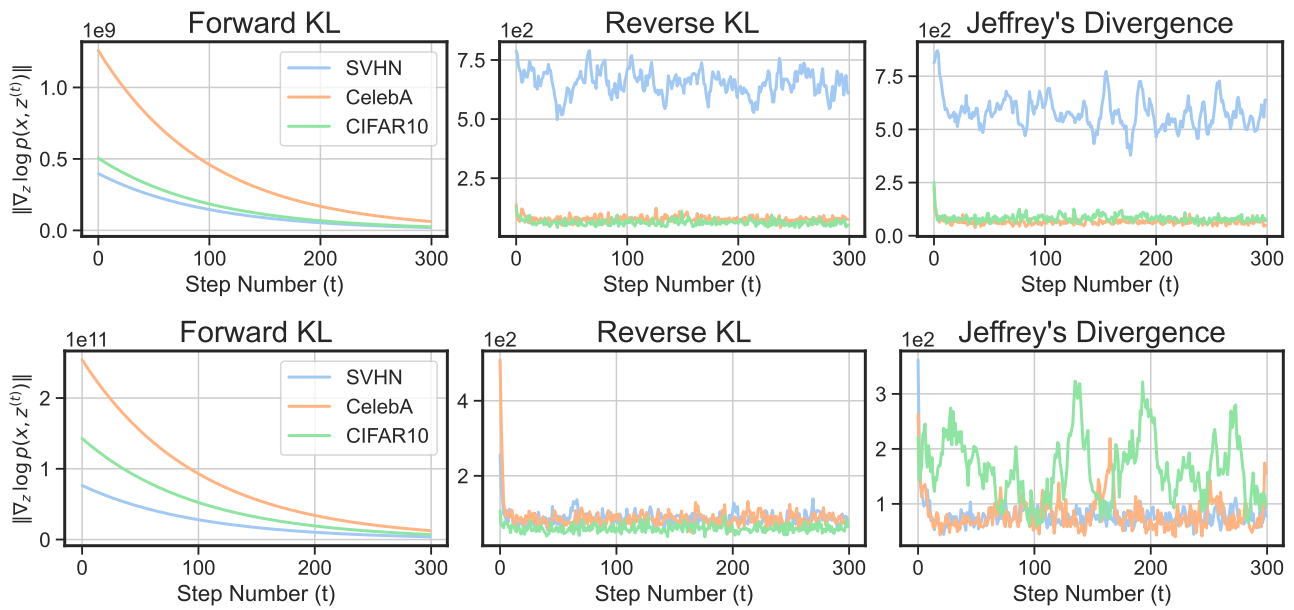 Forward KL
1e9
1.0
0.5
0.0
‖∇z log p(x, z(t))‖
SVHN
CelebA
CIFAR10
0 100 200 300
Step Number (t)
Reverse KL
1e2
7.5
5.0
2.5
0 100 200 300
Step Number (t)
Jeffrey's Divergence
1e2
7.5
5.0
2.5
0.0
0 100 200 300
Step Number (t)
Forward KL
1e11
2
1
0
‖∇z log p(x, z(t))‖
SVHN
CelebA
CIFAR10
0 100 200 300
Step Number (t)
Reverse KL
1e2
4
2
0 100 200 300
Step Number (t)
Jeffrey's Divergence
1e2
3
2
1
0 100 200 300
Step Number (t)